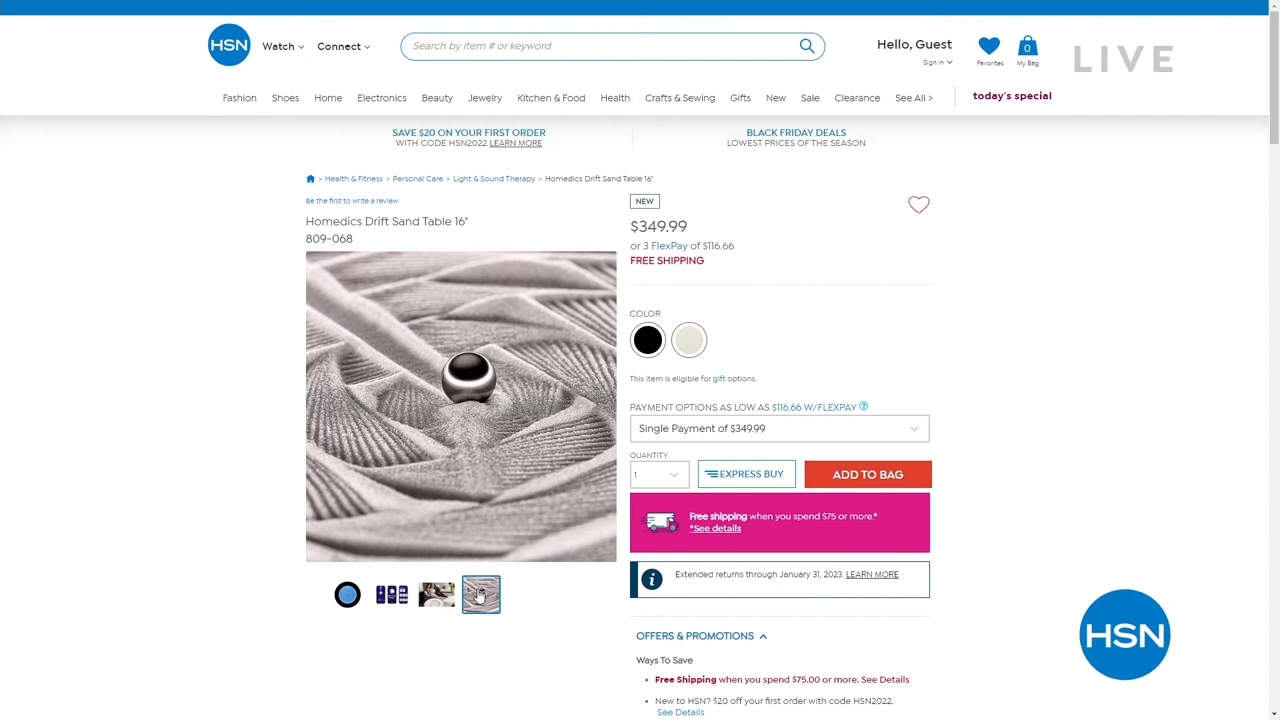 HSN
Watch
Connect
Search by item # or keyword
Hello, Guest
Sign In
Favorites
0
My Bag
LIVE
Fashion
Shoes
Home
Electronics
Beauty
Jewelry
Kitchen & Food
Health
Crafts & Sewing
Gifts
New
Sale
Clearance
See All >
today's special
SAVE $20 ON YOUR FIRST ORDER
WITH CODE HSN2022 LEARN MORE
BLACK FRIDAY DEALS
LOWEST PRICES OF THE SEASON
> Health & Fitness > Personal Care > Light & Sound Therapy > Homedics Drift Sand Table 16"
Be the first to write a review
Homedics Drift Sand Table 16"
809-068
NEW
$349.99
or 3 FlexPay of $116.66
FREE SHIPPING
COLOR
This item is eligible for gift options.
PAYMENT OPTIONS AS LOW AS $116.66 W/FLEXPAY ?
Single Payment of $349.99
QUANTITY
1
EXPRESS BUY
ADD TO BAG
Free shipping when you spend $75 or more.*
*See details
i
Extended returns through January 31, 2023. LEARN MORE
OFFERS & PROMOTIONS
Ways To Save
• Free Shipping when you spend $75.00 or more. See Details
• New to HSN? $20 off your first order with code HSN2022.
See Details
HSN